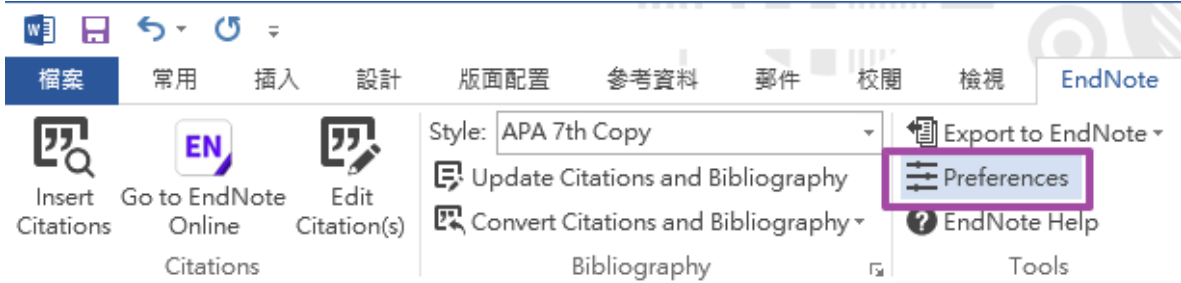 檔案 常用 插入 設計 版面配置 參考資料 郵件 校閱 檢視 EndNote
Insert Citations
EN
Go to EndNote Online
Edit Citation(s)
Citations
Style: APA 7th Copy
Update Citations and Bibliography
Convert Citations and Bibliography
Bibliography
Export to EndNote
Preferences
EndNote Help
Tools